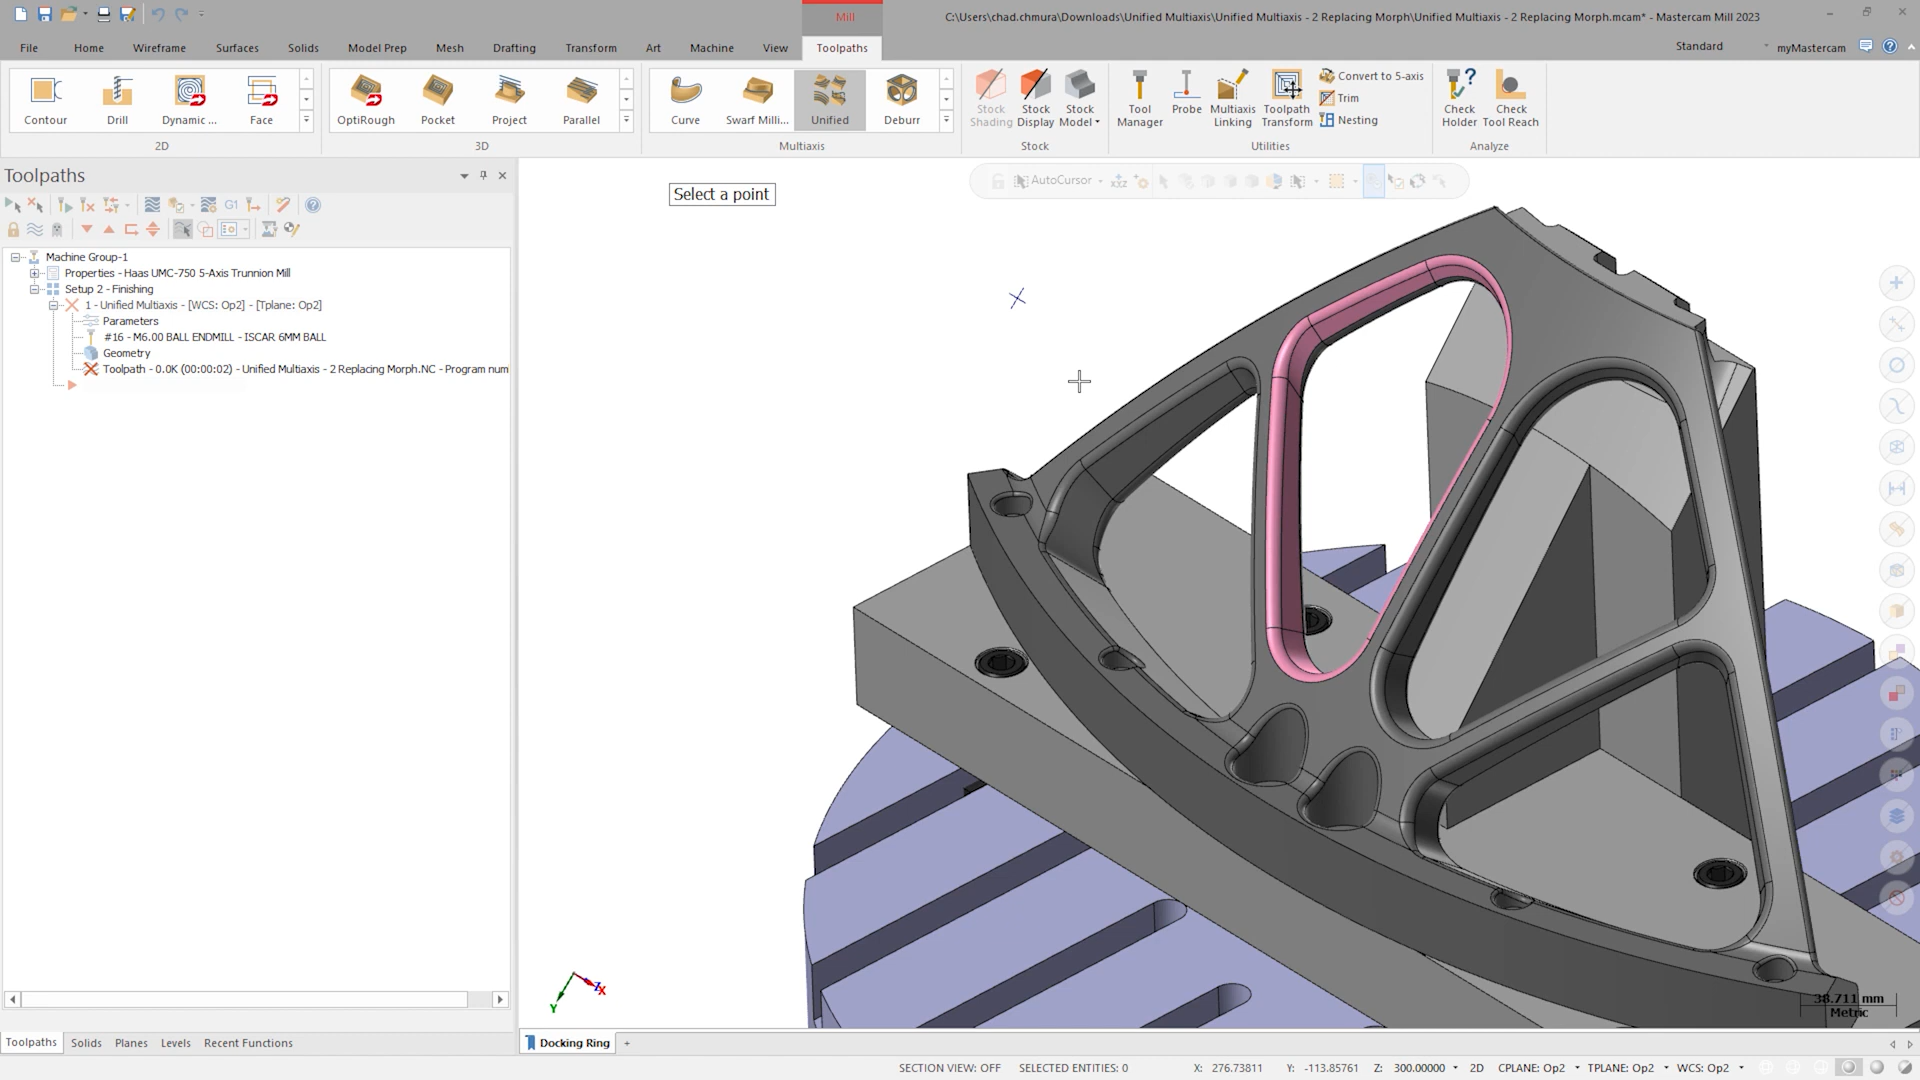 Mill
C:\Users\chad.chmura\Downloads\Unified Multiaxis\Unified Multiaxis - 2 Replacing Morph\Unified Multiaxis - 2 Replacing Morph.mcam* - Mastercam Mill 2023
File Home Wireframe Surfaces Solids Model Prep Mesh Drafting Transform Art Machine View Toolpaths Standard myMastercam
Contour Drill Dynamic ... Face OptiRough Pocket Project Parallel Curve Swarf Milli... Unified Deburr
Stock Shading Stock Display Stock Model
Tool Manager Probe Multiaxis Linking Toolpath Transform
Convert to 5-axis
Trim
Nesting
Check Holder Check Tool Reach
2D 3D Multiaxis Stock Utilities Analyze
Toolpaths
Select a point
AutoCursor
G1
Machine Group-1
Properties - Haas UMC-750 5-Axis Trunnion Mill
Setup 2 - Finishing
1 - Unified Multiaxis - [WCS: Op2] - [Tplane: Op2]
Parameters
#16 - M6.00 BALL ENDMILL - ISCAR 6MM BALL
Geometry
Toolpath - 0.0K (00:00:02) - Unified Multiaxis - 2 Replacing Morph.NC - Program num
Z X
Y
38.711 mm
Metric
Toolpaths Solids Planes Levels Recent Functions
Docking Ring +
SECTION VIEW: OFF SELECTED ENTITIES: 0 X: 276.73811 Y: -113.85761 Z: 300.00000 2D CPLANE: Op2 TPLANE: Op2 WCS: Op2